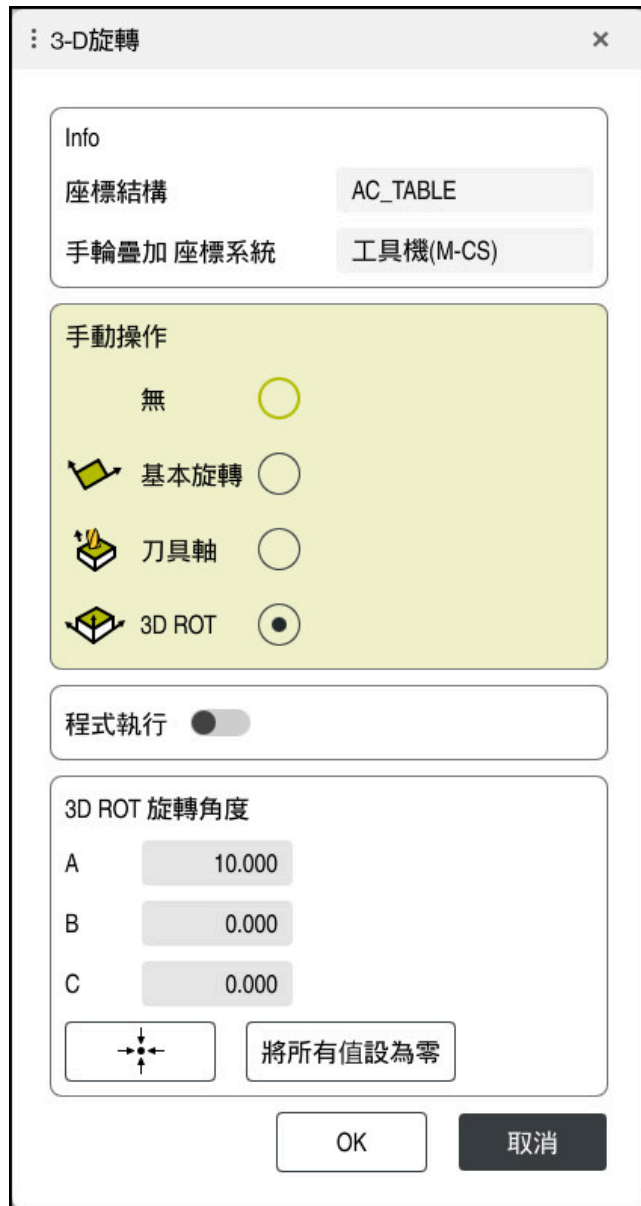 3-D旋轉
Info
座標結構 AC_TABLE
手輪疊加 座標系統 工具機(M-CS)
手動操作
無
基本旋轉
刀具軸
3D ROT
程式執行
3D ROT 旋轉角度
A 10.000
B 0.000
C 0.000
將所有值設為零
OK 取消